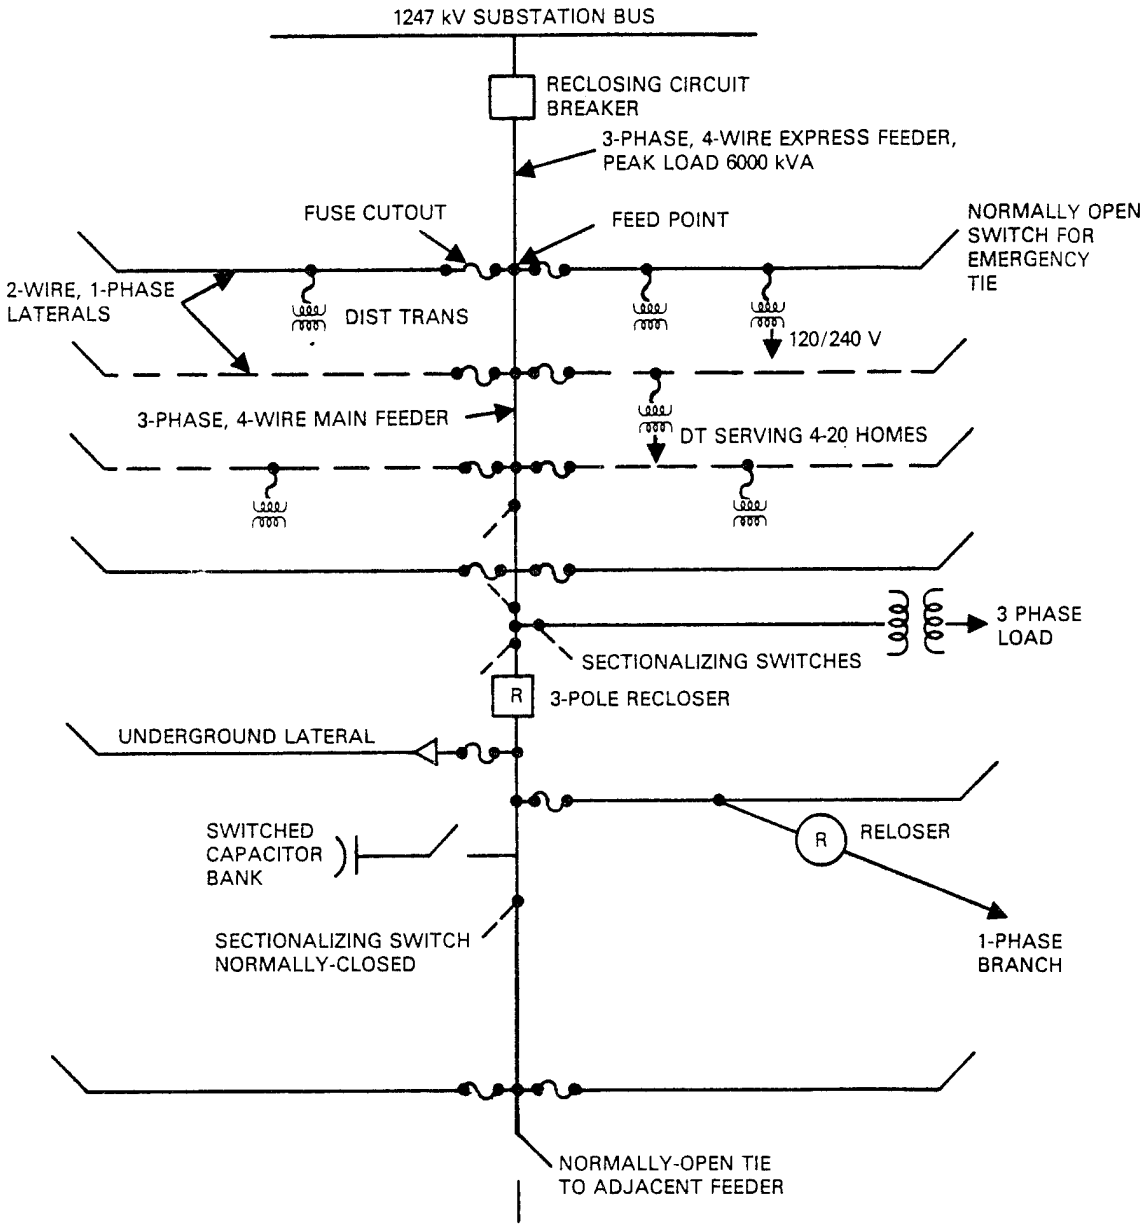 1247 kV SUBSTATION BUS
RECLOSING CIRCUIT
BREAKER
3-PHASE, 4-WIRE EXPRESS FEEDER,
PEAK LOAD 6000 kVA
FUSE CUTOUT
FEED POINT
NORMALLY OPEN
SWITCH FOR
EMERGENCY
TIE
2-WIRE, 1-PHASE
LATERALS
DIST TRANS
120/240 V
3-PHASE, 4-WIRE MAIN FEEDER
DT SERVING 4-20 HOMES
3 PHASE
LOAD
SECTIONALIZING SWITCHES
R
3-POLE RECLOSER
UNDERGROUND LATERAL
SWITCHED
CAPACITOR
BANK
R
RELOSER
SECTIONALIZING SWITCH
NORMALLY-CLOSED
1-PHASE
BRANCH
NORMALLY-OPEN TIE
TO ADJACENT FEEDER